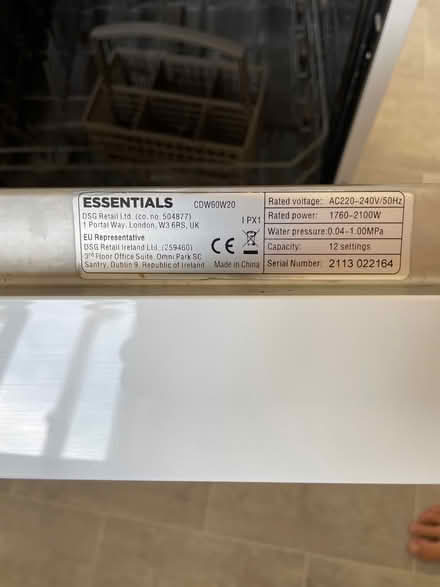 ESSENTIALS CDW60W20
DSG Retail Ltd. (co. no. 504877)
1 Portal Way, London, W3 6RS, UK
IPX1
EU Representative
DSG Retail Ireland Ltd. (259460)
3rd Floor Office Suite, Omni Park SC
Santry, Dublin 9, Republic of Ireland
CE
Made in China
Rated voltage: AC220-240V/50Hz
Rated power: 1760-2100W
Water pressure: 0.04-1.00MPa
Capacity: 12 settings
Serial Number: 2113 022164